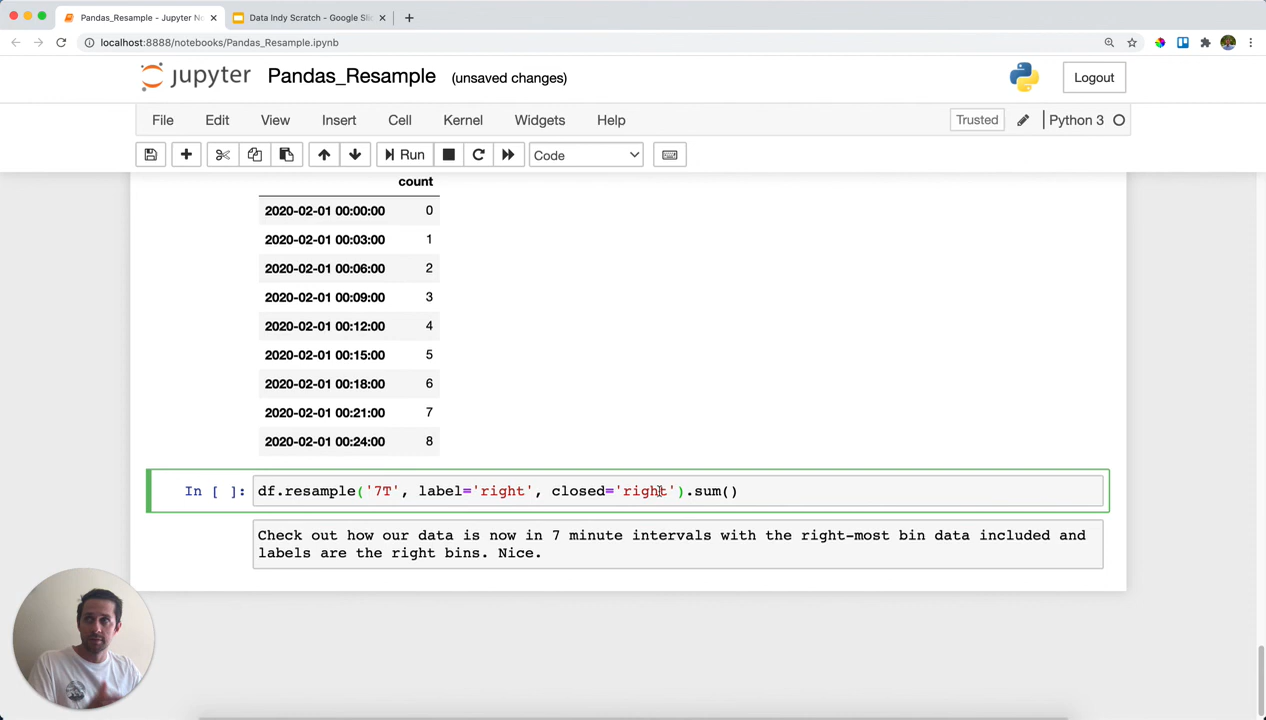 Pandas_Resample - Jupyter No
Data Indy Scratch - Google Slid
localhost:8888/notebooks/Pandas_Resample.ipynb
jupyter Pandas_Resample (unsaved changes)
Logout
File Edit View Insert Cell Kernel Widgets Help
Trusted
Python 3
Run
Code
count
2020-02-01 00:00:00 0
2020-02-01 00:03:00 1
2020-02-01 00:06:00 2
2020-02-01 00:09:00 3
2020-02-01 00:12:00 4
2020-02-01 00:15:00 5
2020-02-01 00:18:00 6
2020-02-01 00:21:00 7
2020-02-01 00:24:00 8
In [ ]: df.resample('7T', label='right', closed='right').sum()
Check out how our data is now in 7 minute intervals with the right-most bin data included and
labels are the right bins. Nice.